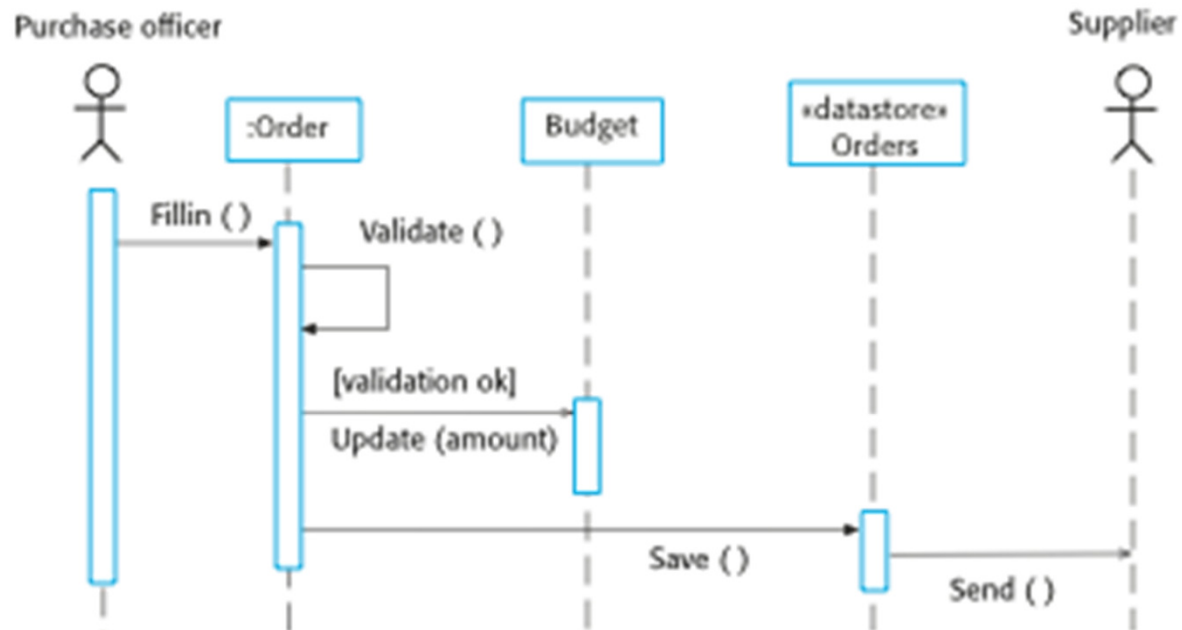 Purchase officer
Supplier
:Order
Budget
«datastore»
Orders
Fillin ( )
Validate ( )
[validation ok]
Update (amount)
Save ( )
Send ( )